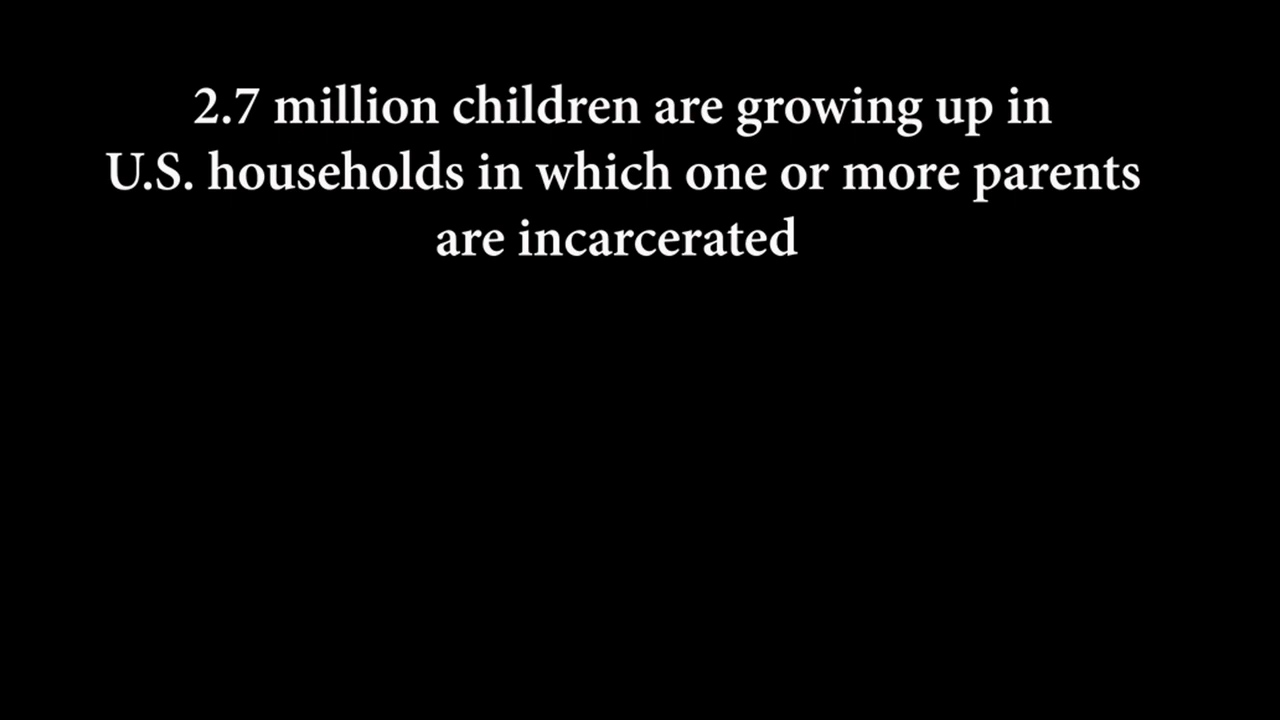 2.7 million children are growing up in
U.S. households in which one or more parents
are incarcerated